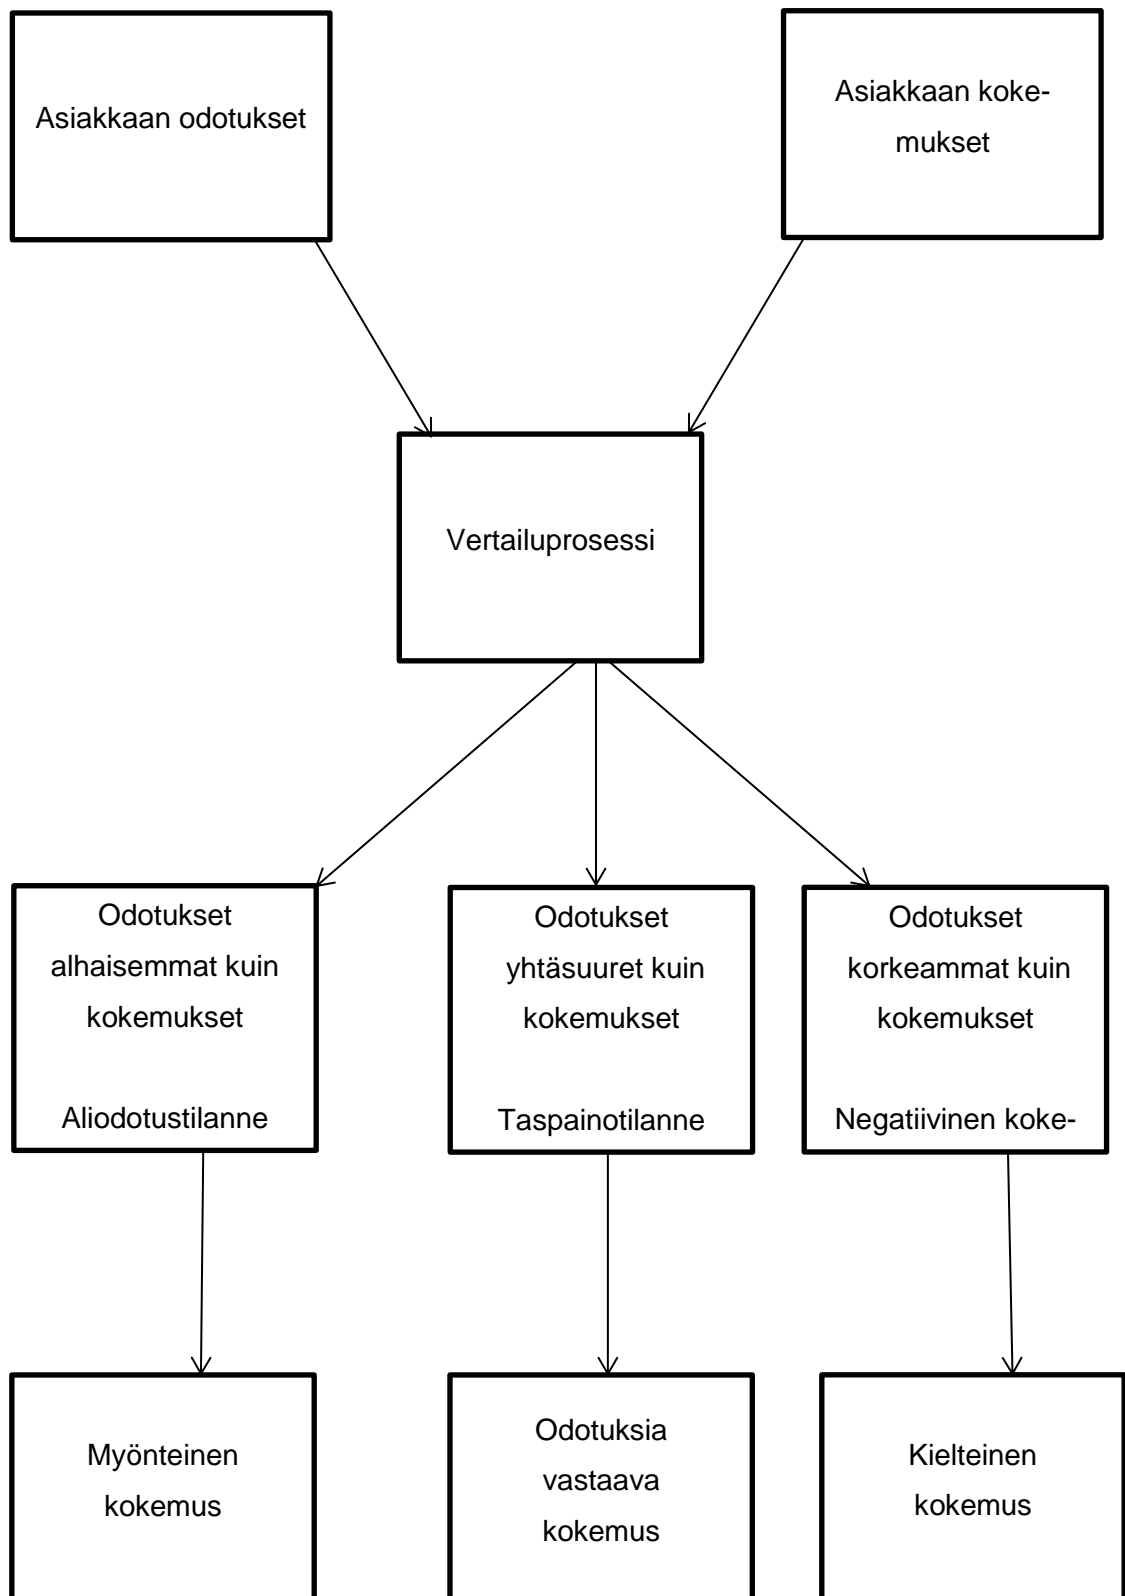 Asiakkaan odotukset
Asiakkaan koke-
mukset
Vertailuprosessi
Odotukset
alhaisemmat kuin
kokemukset
Aliodotustilanne
Odotukset
yhtäsuuret kuin
kokemukset
Taspainotilanne
Odotukset
korkeammat kuin
kokemukset
Negatiivinen koke-
Myönteinen
kokemus
Odotuksia
vastaava
kokemus
Kielteinen
kokemus